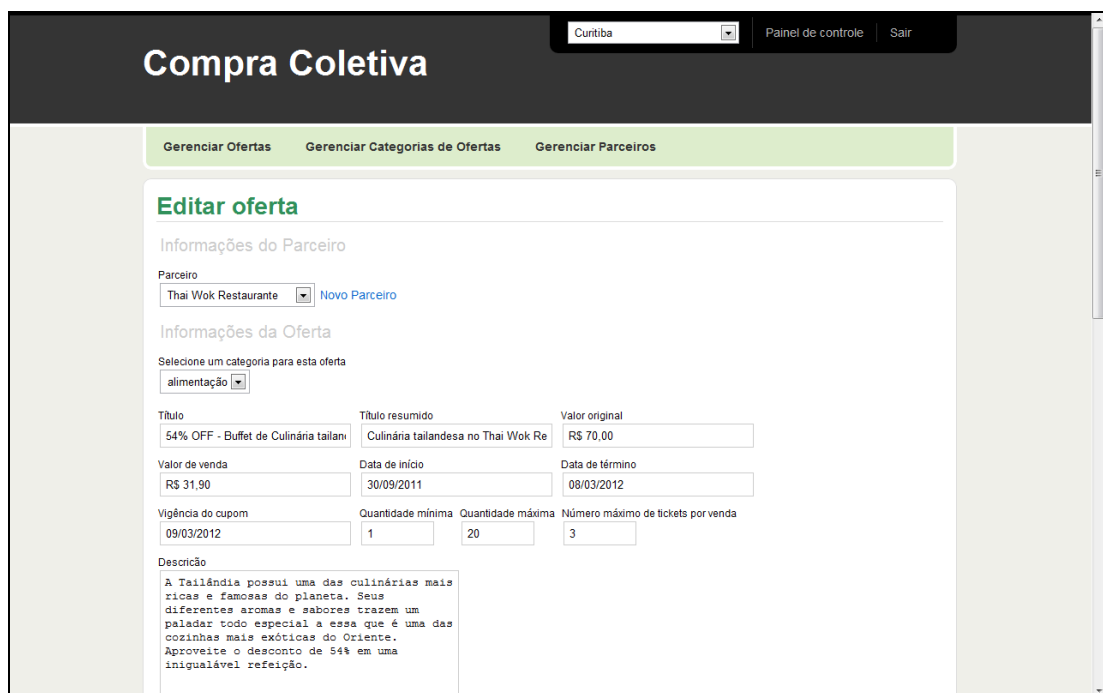 Curitiba Painel de controle Sair
Compra Coletiva
Gerenciar Ofertas Gerenciar Categorias de Ofertas Gerenciar Parceiros
Editar oferta
Informações do Parceiro
Parceiro
Thai Wok Restaurante Novo Parceiro
Informações da Oferta
Selecione um categoria para esta oferta
alimentação
Título Título resumido Valor original
54% OFF - Buffet de Culinária tailan Culinária tailandesa no Thai Wok Re R$ 70,00
Valor de venda Data de início Data de término
R$ 31,90 30/09/2011 08/03/2012
Vigência do cupom Quantidade mínima Quantidade máxima Número máximo de tickets por venda
09/03/2012 1 20 3
Descricão
A Tailândia possui uma das culinárias mais
ricas e famosas do planeta. Seus
diferentes aromas e sabores trazem um
paladar todo especial a essa que é uma das
cozinhas mais exóticas do Oriente.
Aproveite o desconto de 54% em uma
inigualável refeição.